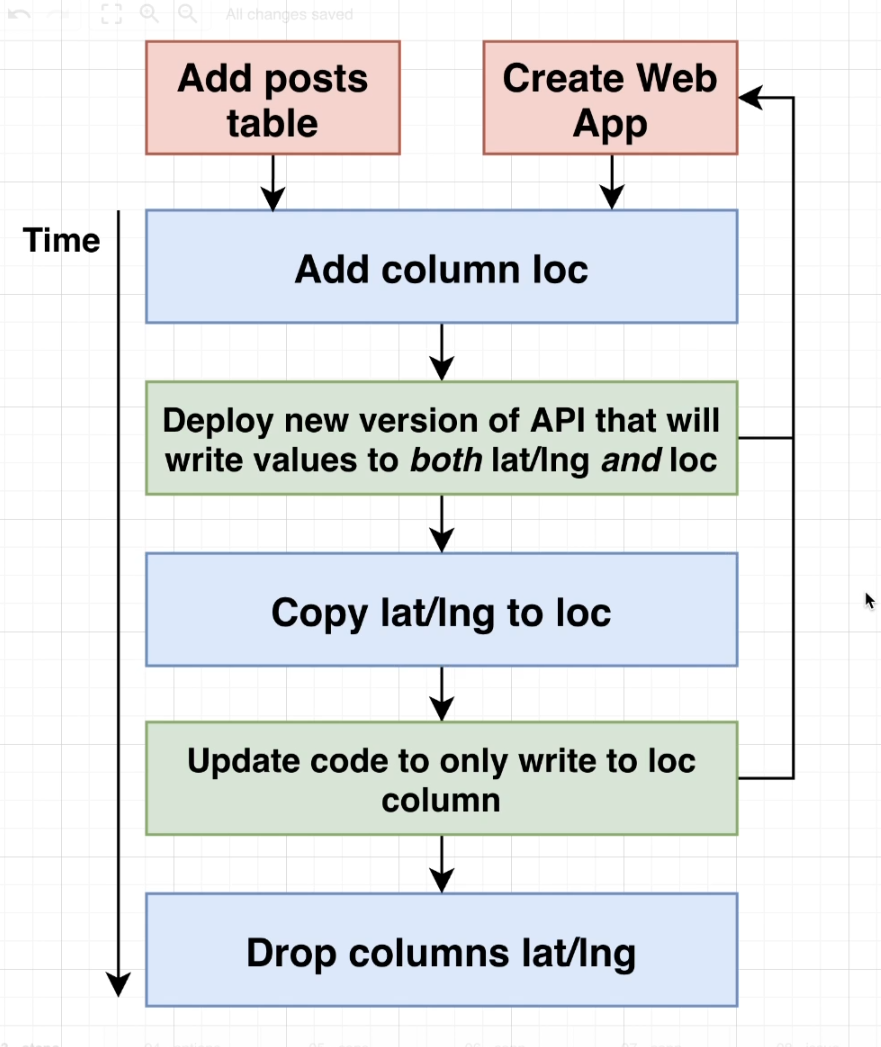 All changes saved
Add posts
table
Create Web
App
Time
Add column loc
Deploy new version of API that will
write values to both lat/lng and loc
Copy lat/lng to loc
Update code to only write to loc
column
Drop columns lat/lng